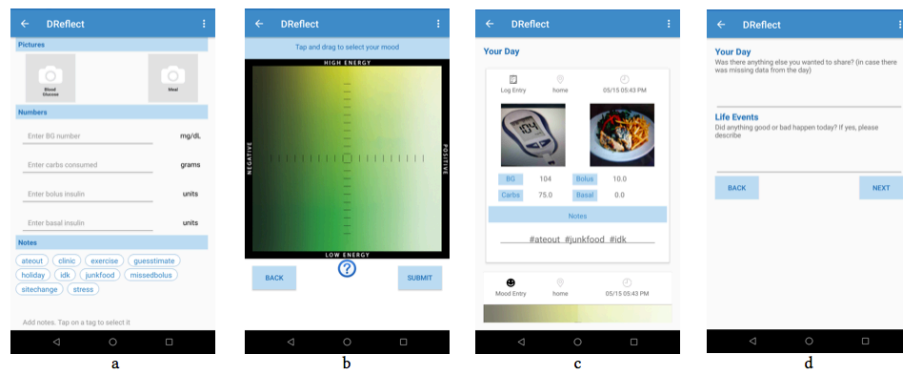 DReflect
Pictures
Blood Glucose
Meal
Numbers
Enter BG number mg/dL
Enter carbs consumed grams
Enter bolus insulin units
Enter basal insulin units
Notes
ateout clinic exercise guesstimate
holiday idk junkfood missedbolus
sitechange stress
Add notes. Tap on a tag to select it
a
DReflect
Tap and drag to select your mood
HIGH ENERGY
NEGATIVE
POSITIVE
LOW ENERGY
?
BACK SUBMIT
b
DReflect
Your Day
Log Entry home 05/15 05:43 PM
104
BG 104 Bolus 10.0
Carbs 75.0 Basal 0.0
Notes
#ateout #junkfood #idk
Mood Entry home 05/15 05:43 PM
c
DReflect
Your Day
Was there anything else you wanted to share? (in case there
was missing data from the day)
Life Events
Did anything good or bad happen today? If yes, please
describe
BACK NEXT
d